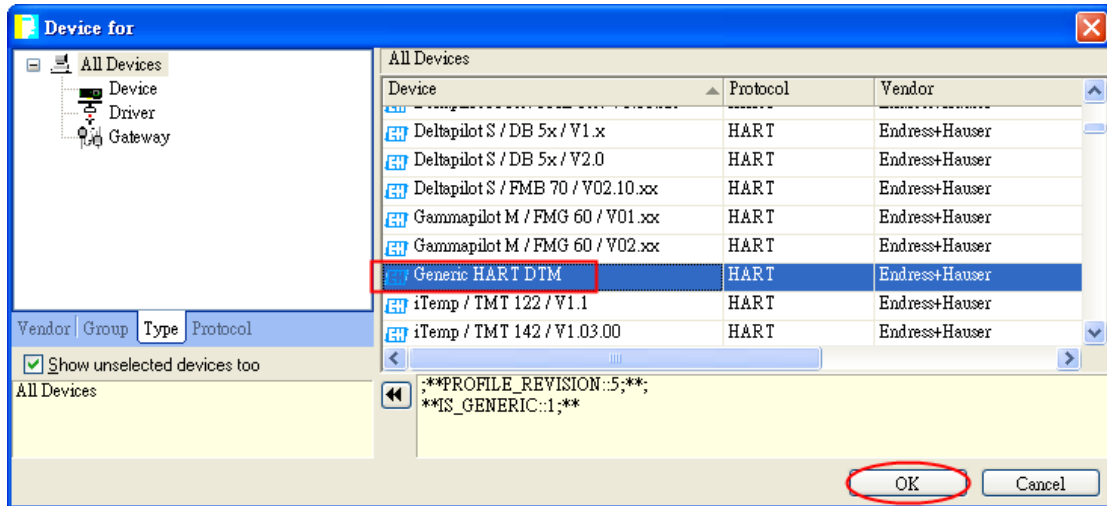 Device for
All Devices
Device
Driver
Gateway
Vendor Group Type Protocol
Show unselected devices too
All Devices
All Devices
Device Protocol Vendor
Deltapilot S / DB 5x / V1.x HART Endress+Hauser
Deltapilot S / DB 5x / V2.0 HART Endress+Hauser
Deltapilot S / FMB 70 / V02.10.xx HART Endress+Hauser
Gammapilot M / FMG 60 / V01.xx HART Endress+Hauser
Gammapilot M / FMG 60 / V02.xx HART Endress+Hauser
Generic HART DTM HART Endress+Hauser
iTemp / TMT 122 / V1.1 HART Endress+Hauser
iTemp / TMT 142 / V1.03.00 HART Endress+Hauser
;**PROFILE_REVISION::5;**;
**IS_GENERIC::1;**
OK Cancel